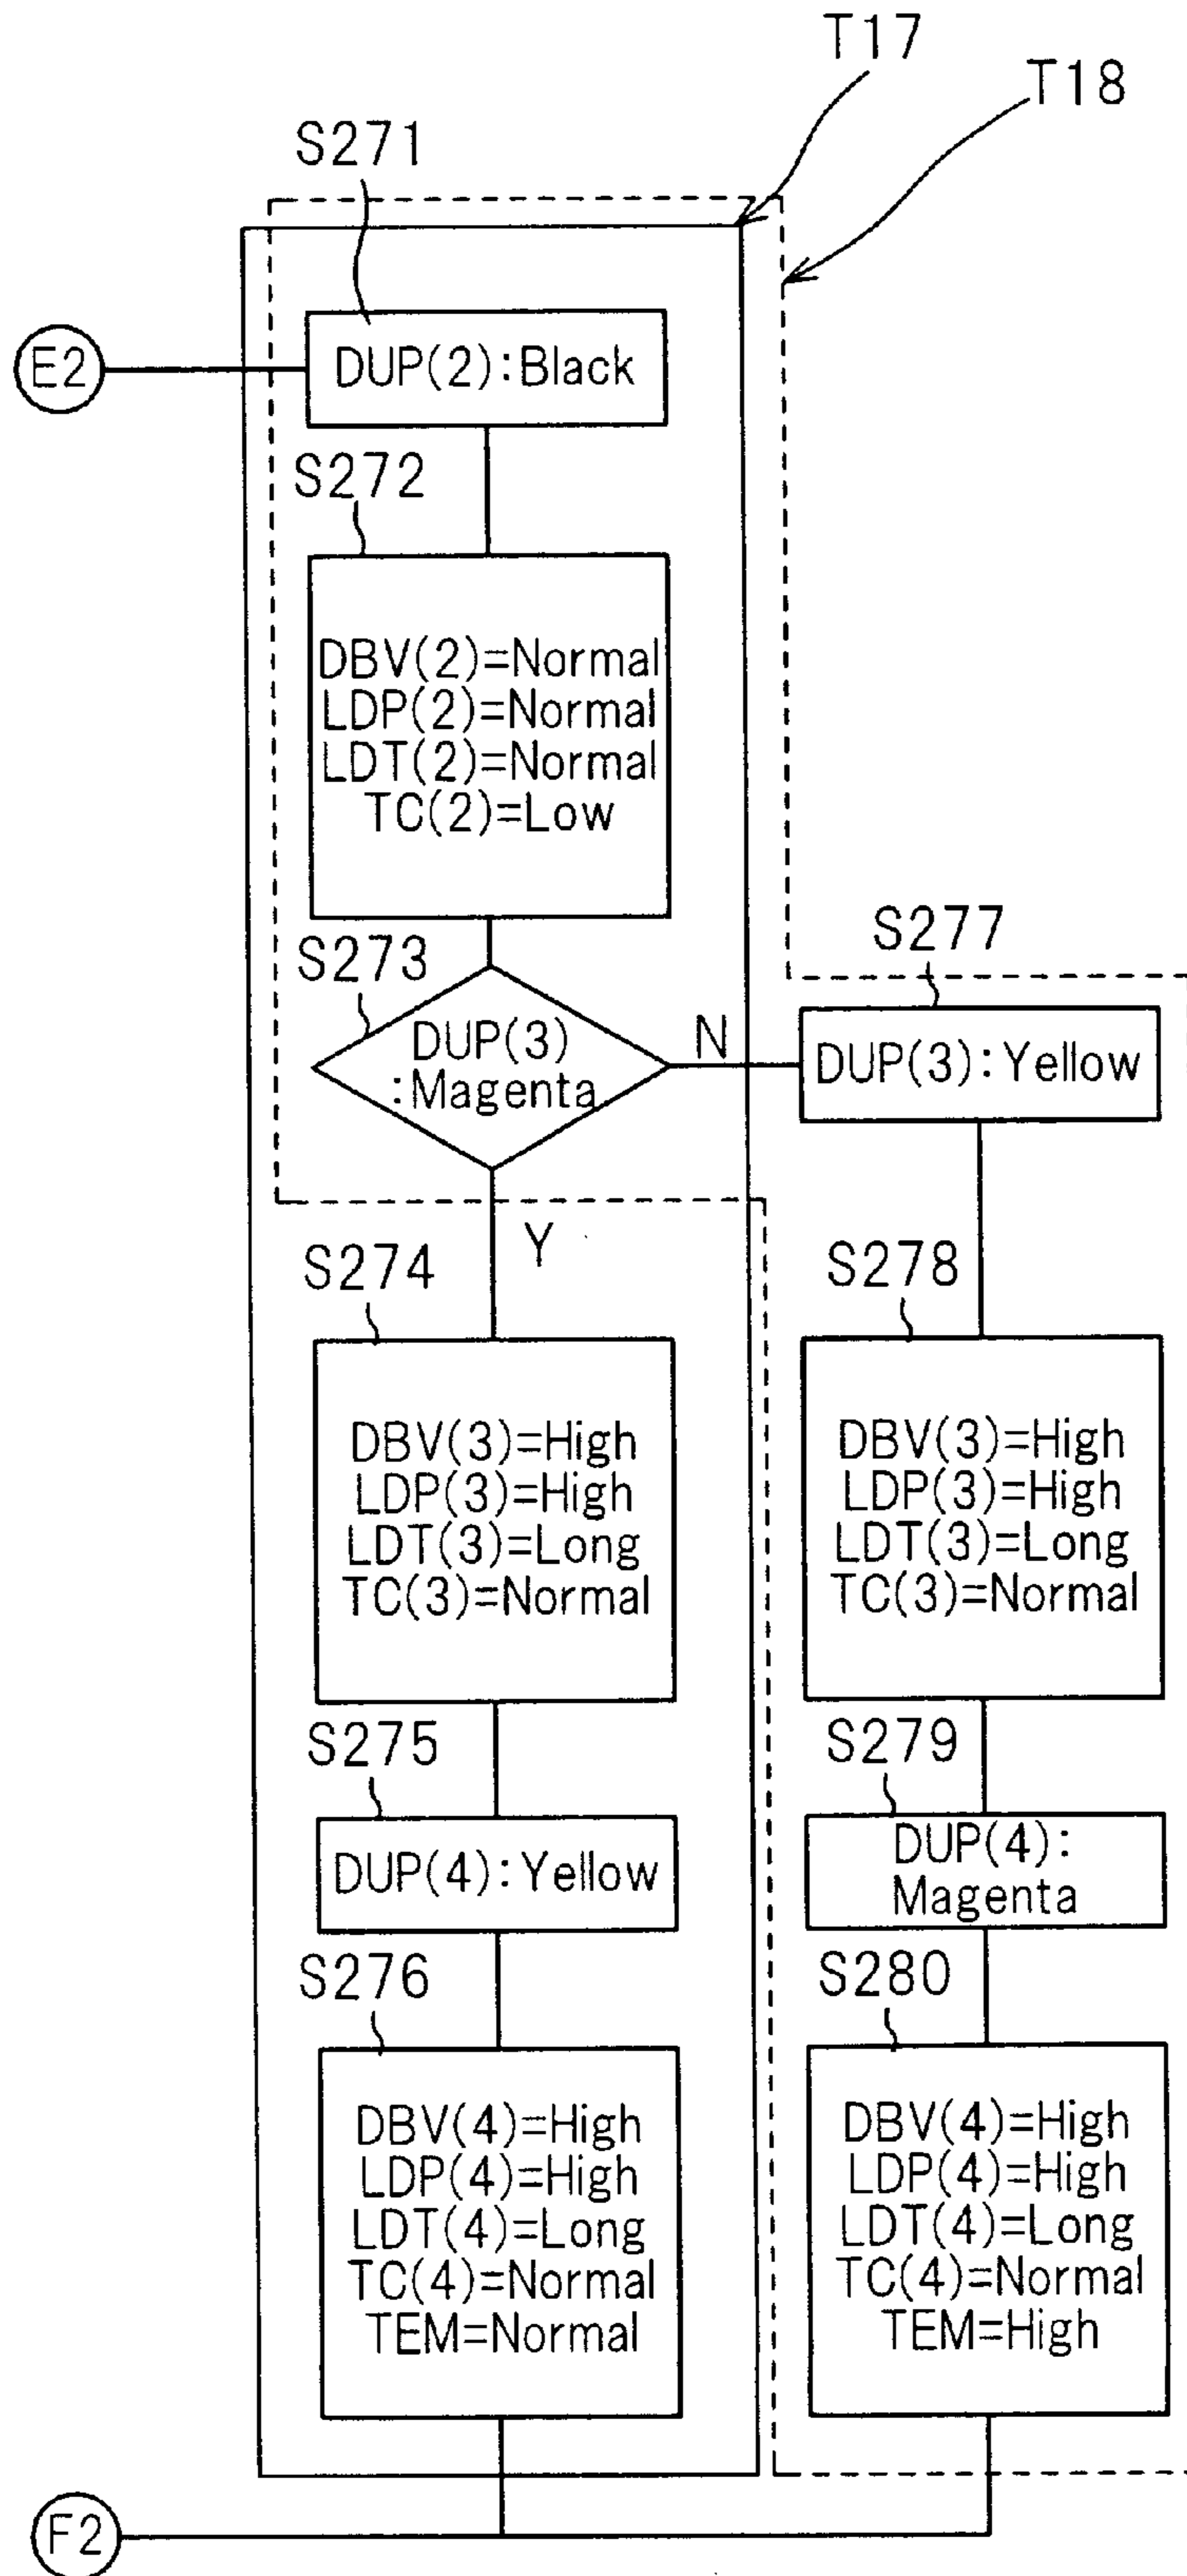 T17
T18
S271
E2
DUP(2):Black
S272
DBV(2)=Normal
LDP(2)=Normal
LDT(2)=Normal
TC(2)=Low
S273
DUP(3)
:Magenta
N
Y
S277
DUP(3):Yellow
S274
DBV(3)=High
LDP(3)=High
LDT(3)=Long
TC(3)=Normal
S278
DBV(3)=High
LDP(3)=High
LDT(3)=Long
TC(3)=Normal
S275
DUP(4):Yellow
S279
DUP(4):
Magenta
S276
DBV(4)=High
LDP(4)=High
LDT(4)=Long
TC(4)=Normal
TEM=Normal
S280
DBV(4)=High
LDP(4)=High
LDT(4)=Long
TC(4)=Normal
TEM=High
F2